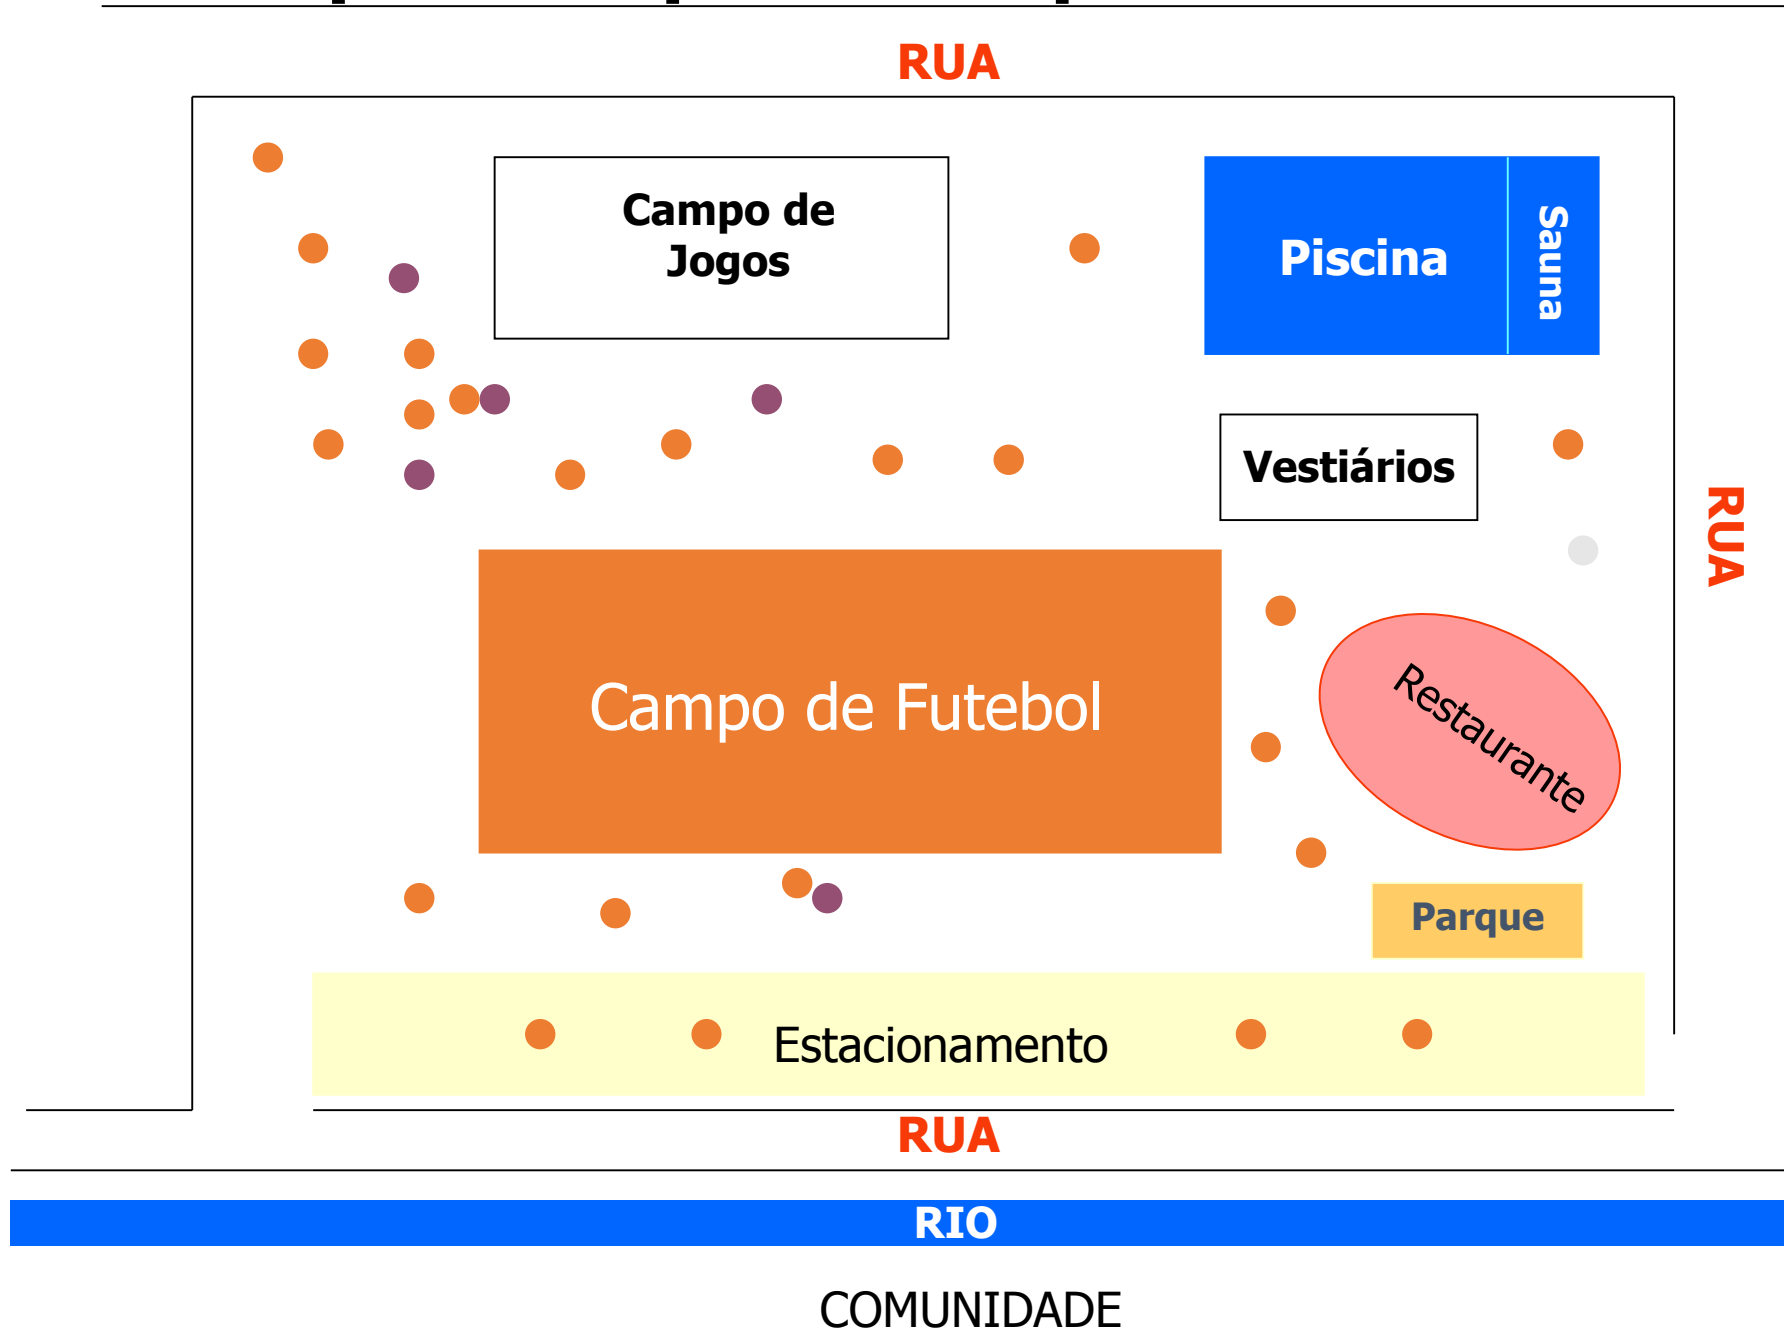 RUA
Campo de
Jogos
Piscina
Sauna
Vestiários
RUA
Campo de Futebol
Restaurante
Parque
Estacionamento
RUA
RIO
COMUNIDADE